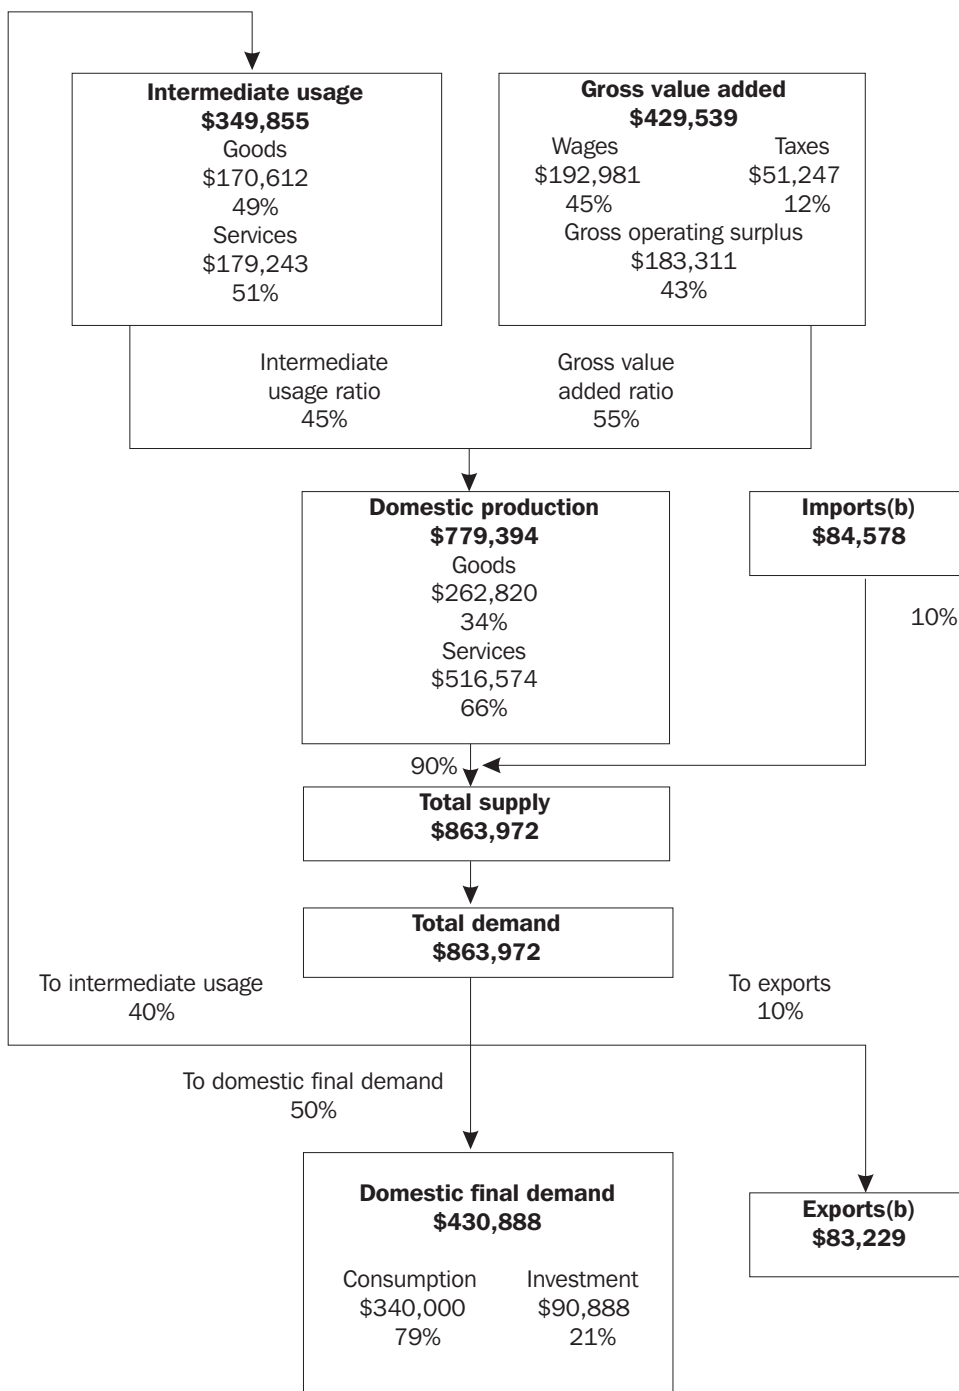 Intermediate usage
$349,855
Goods
$170,612
49%
Services
$179,243
51%
Gross value added
$429,539
Wages Taxes
$192,981 $51,247
45% 12%
Gross operating surplus
$183,311
43%
Intermediate
usage ratio
45%
Gross value
added ratio
55%
Domestic production
$779,394
Goods
$262,820
34%
Services
$516,574
66%
Imports(b)
$84,578
10%
90%
Total supply
$863,972
Total demand
$863,972
To intermediate usage
40%
To exports
10%
To domestic final demand
50%
Domestic final demand
$430,888
Consumption Investment
$340,000 $90,888
79% 21%
Exports(b)
$83,229